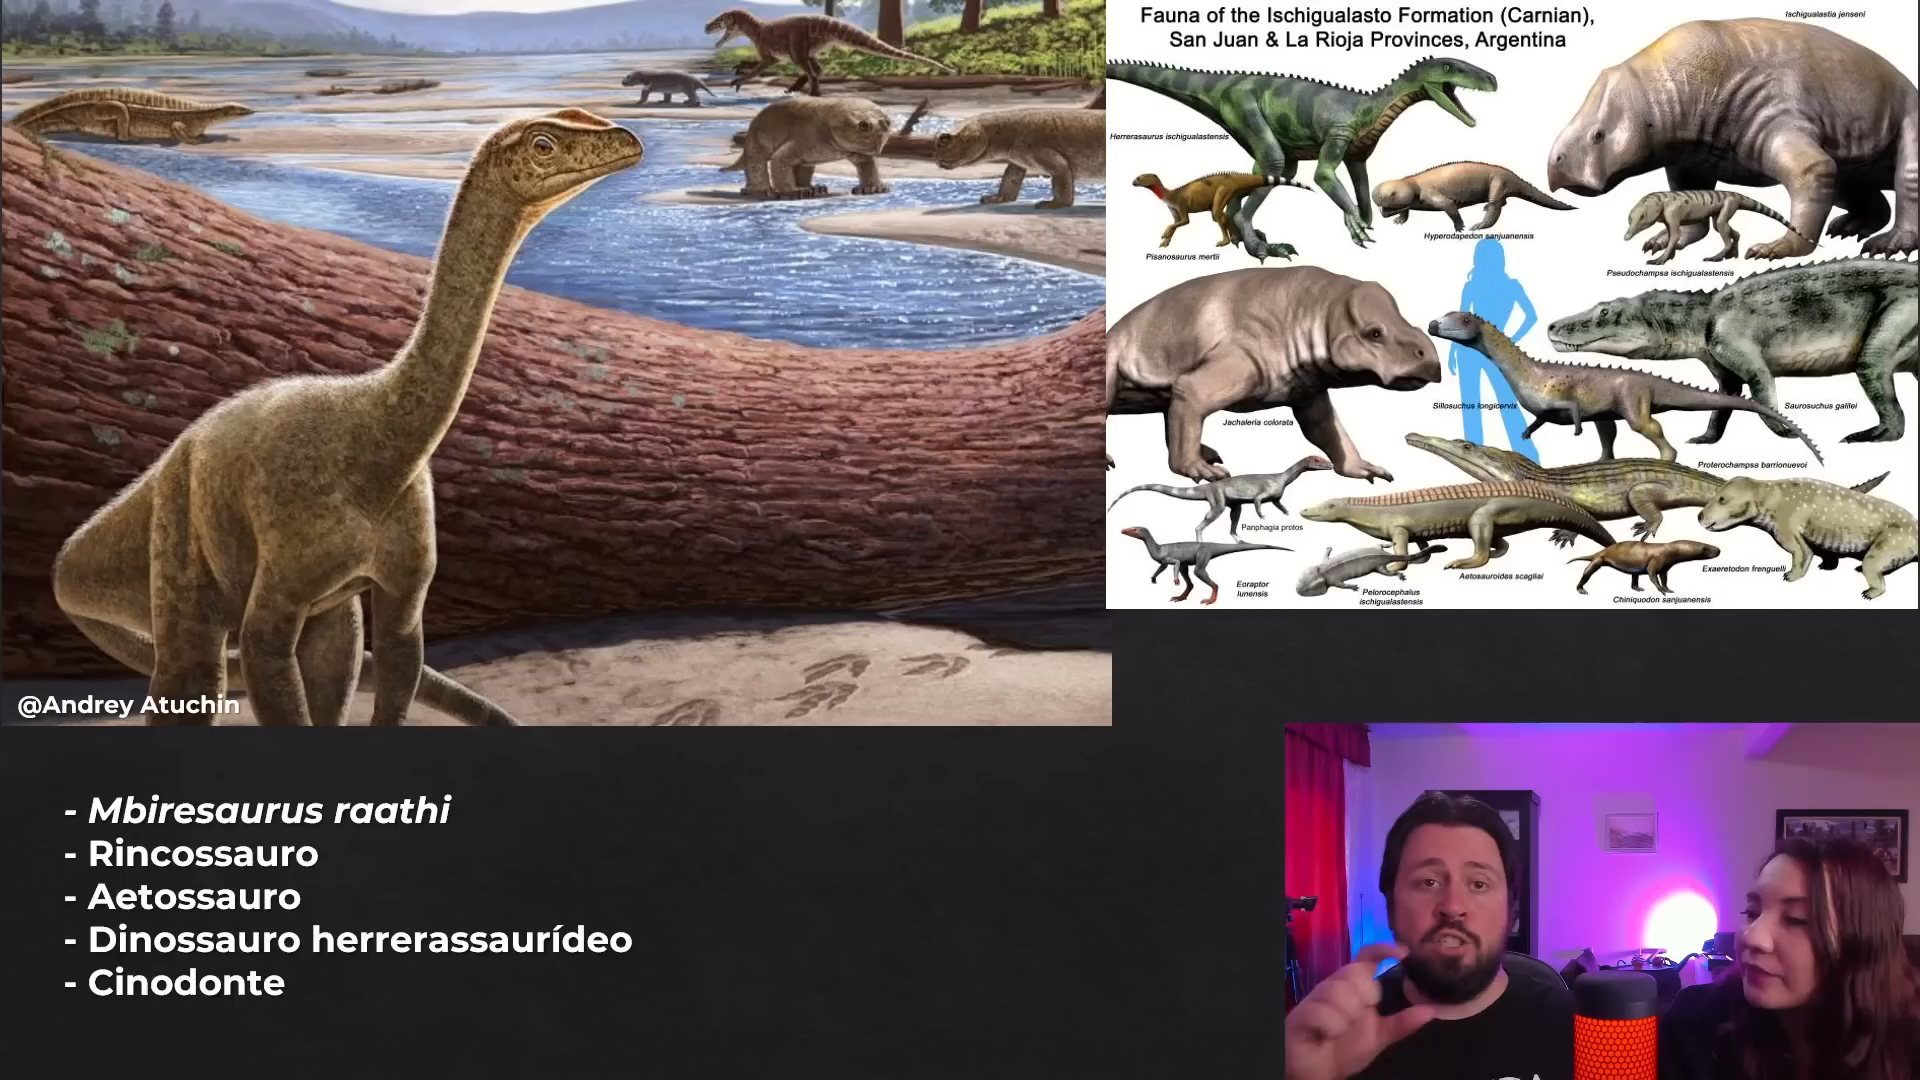 Fauna of the Ischigualasto Formation (Carnian),
San Juan & La Rioja Provinces, Argentina
Ischigualastia jenseni
Herrerasaurus ischigualastensis
Hyperodapedon sanjuanensis
Pisanosaurus mertii
Pseudochampsa ischigualastensis
Sillosuchus longicervix
Saurosuchus galilei
Jachaleria colorata
Proterochampsa barrionuevoi
Panphagia protos
Exaeretodon frenguelli
Aetosauroides scagliai
Eoraptor
lunensis
Pelorocephalus
ischigualastensis
Chiniquodon sanjuanensis
@Andrey Atuchin
- Mbiresaurus raathi
- Rincossauro
- Aetossauro
- Dinossauro herrerassaurídeo
- Cinodonte